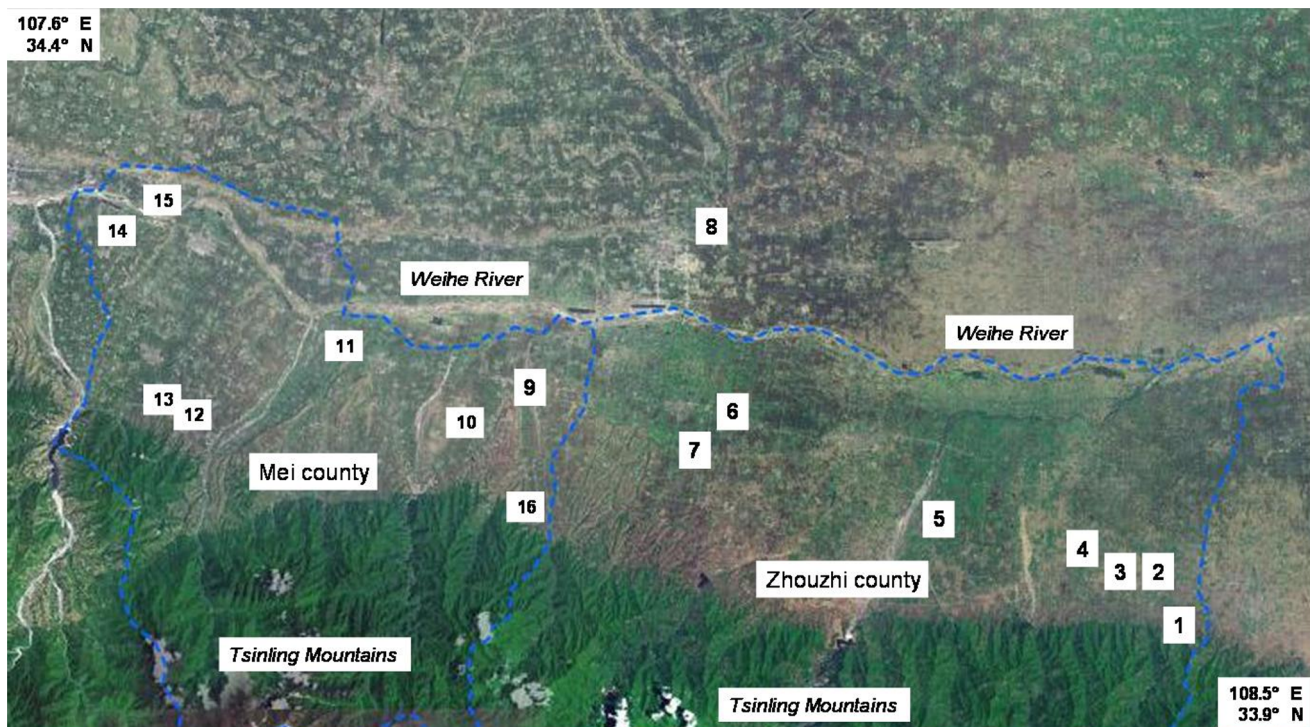 107.6° E
34.4° N
15
14
8
Weihe River
Weihe River
11
9
13
12
10
6
7
Mei county
16
5
4
3
2
Zhouzhi county
1
Tsinling Mountains
Tsinling Mountains
108.5° E
33.9° N